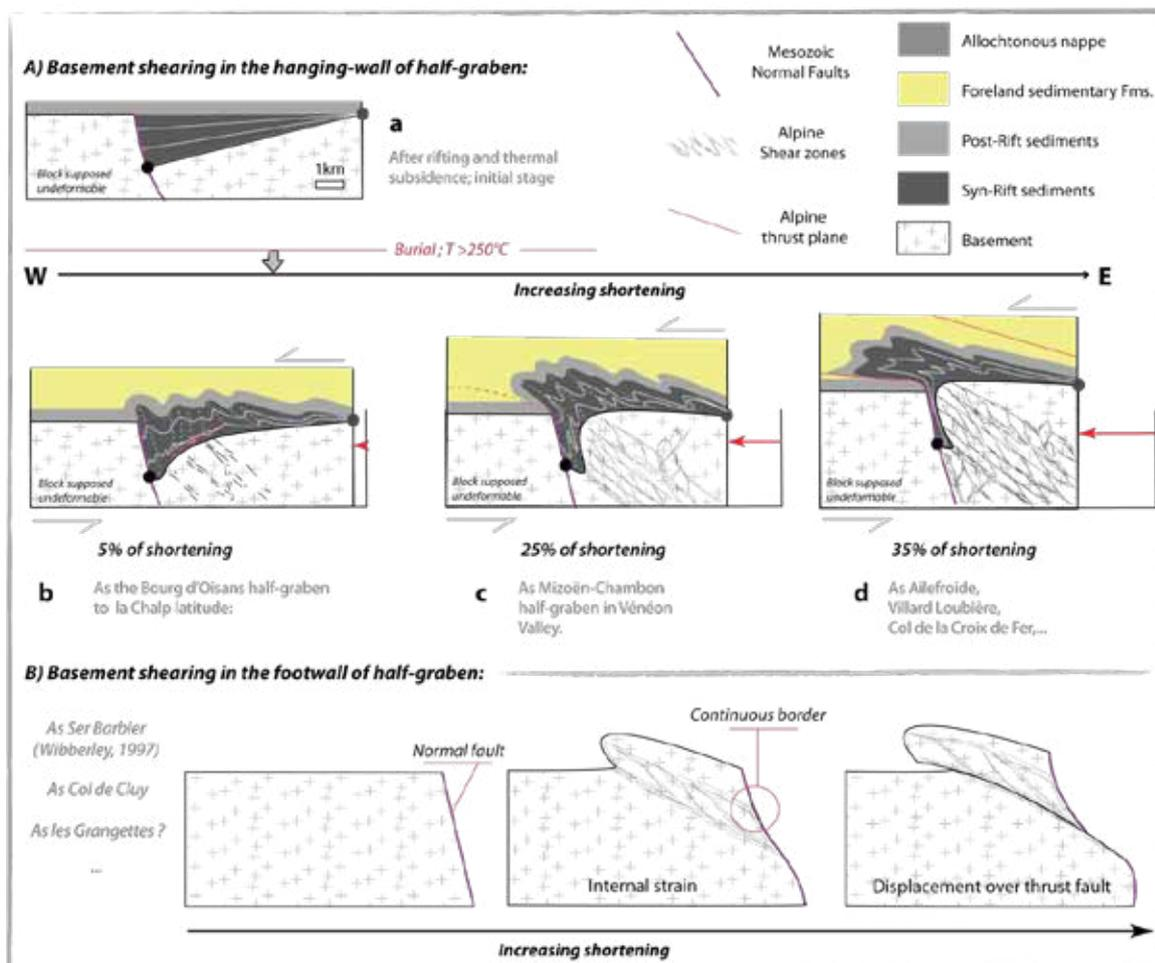 A) Basement shearing in the hanging-wall of half-graben:
a
After rifting and thermal
subsidence; initial stage
Block supposed
undeformable
1km
Mesozoic
Normal Faults
Alpine
Shear zones
Alpine
thrust plane
Allochtonous nappe
Foreland sedimentary Fms.
Post-Rift sediments
Syn-Rift sediments
Basement
Burial ; T >250°C
W
E
Increasing shortening
Block supposed
undeformable
Block supposed
undeformable
Block supposed
undeformable
5% of shortening
25% of shortening
35% of shortening
b
As the Bourg d'Oisans half-graben
to la Chalp latitude:
c
As Mizoën-Chambon
half-graben in Vénéon
Valley.
d
As Ailefroide,
Villard Loubière,
Col de la Croix de Fer,...
B) Basement shearing in the footwall of half-graben:
As Ser Barbier
(Wibberley, 1997)
As Col de Cluy
As les Grangettes ?
...
Normal fault
Continuous border
Internal strain
Displacement over thrust fault
Increasing shortening